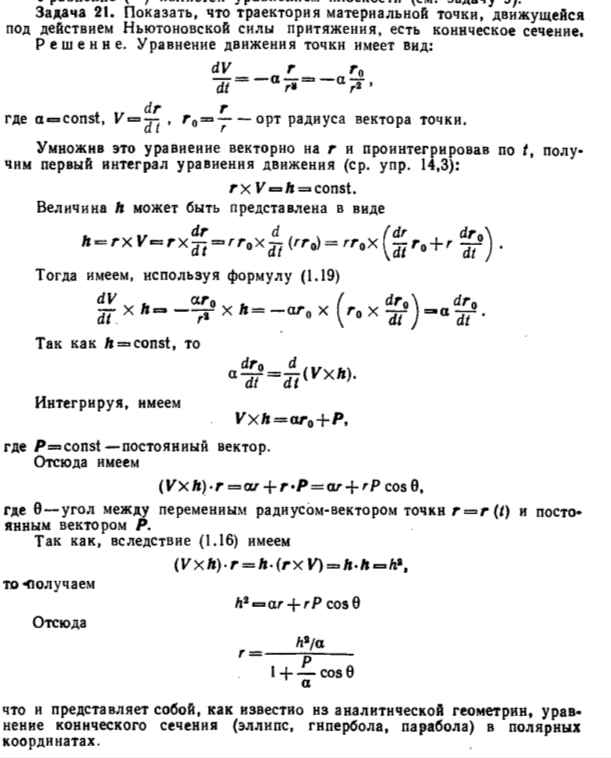 Задача 21. Показать, что траектория материальной точки, движущейся
под действием Ньютоновской силы притяжения, есть коническое сечение.
Решение. Уравнение движения точки имеет вид:
dV/dt = −α r/r³ = −α r₀/r²,
где α=const, V = dr/dt, r₀ = r/r — орт радиуса вектора точки.
Умножив это уравнение векторно на r и проинтегрировав по t, полу-
чим первый интеграл уравнения движения (ср. упр. 14,3):
r×V=h=const.
Величина h может быть представлена в виде
h=r×V=r×dr/dt=rr₀×d/dt(rr₀)=rr₀×(dr/dt r₀+r dr₀/dt).
Тогда имеем, используя формулу (1.19)
dV/dt×h=−αr₀/r²×h=−αr₀×(r₀×dr₀/dt)=α dr₀/dt.
Так как h=const, то
α dr₀/dt=d/dt(V×h).
Интегрируя, имеем
V×h=αr₀+P,
где P=const—постоянный вектор.
Отсюда имеем
(V×h)·r=αr+r·P=αr+rP cos θ,
где θ—угол между переменным радиусом-вектором точки r=r(t) и посто-
янным вектором P.
Так как, вследствие (1.16) имеем
(V×h)·r=h·(r×V)=h·h=h²,
то получаем
h²=αr+rP cos θ
Отсюда
r=(h²/α)/(1+P/α cos θ)
что и представляет собой, как известно из аналитической геометрии, урав-
нение конического сечения (эллипс, гипербола, парабола) в полярных
координатах.